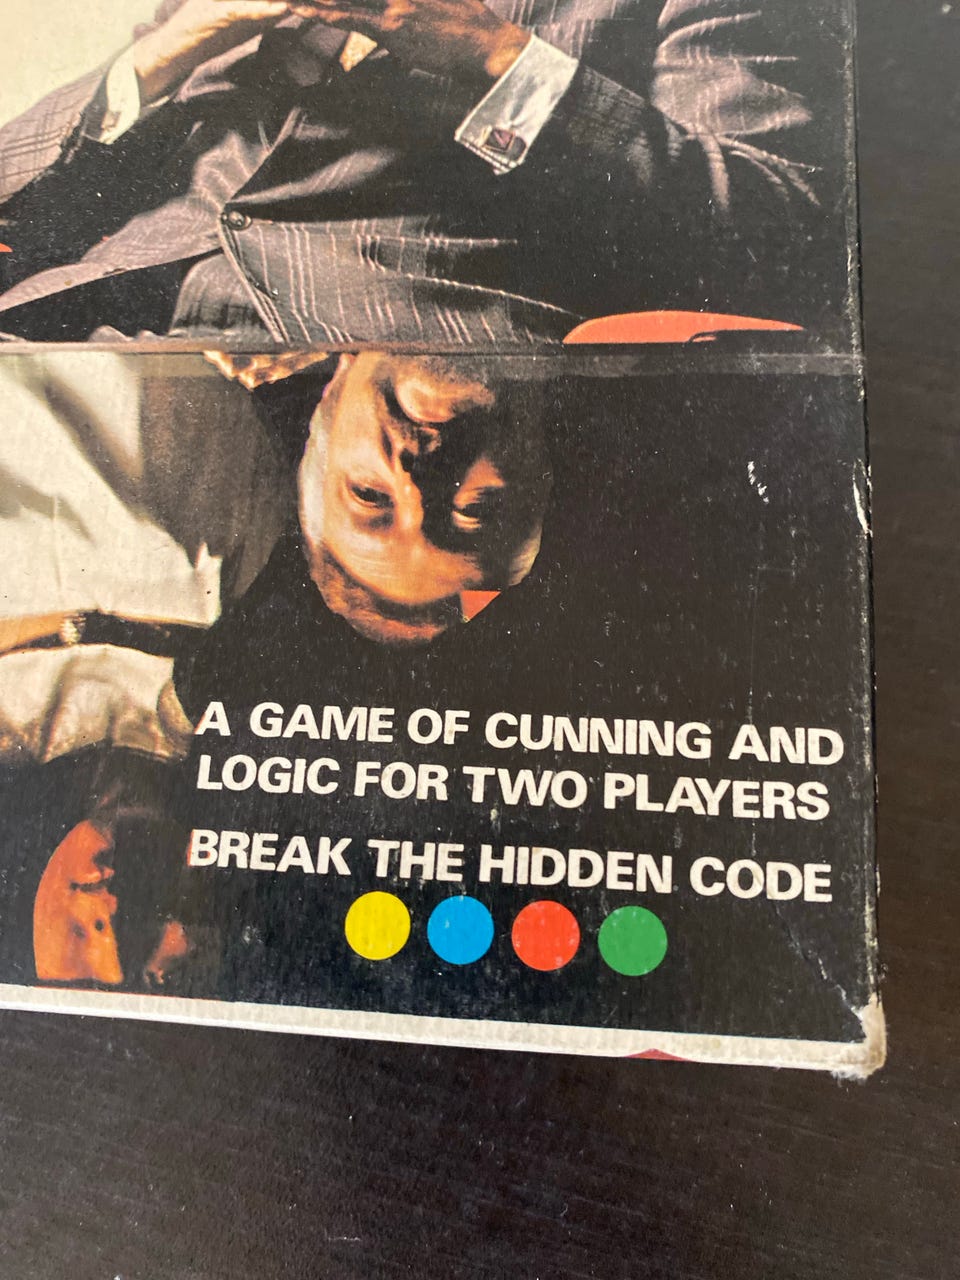 A GAME OF CUNNING AND
LOGIC FOR TWO PLAYERS
BREAK THE HIDDEN CODE